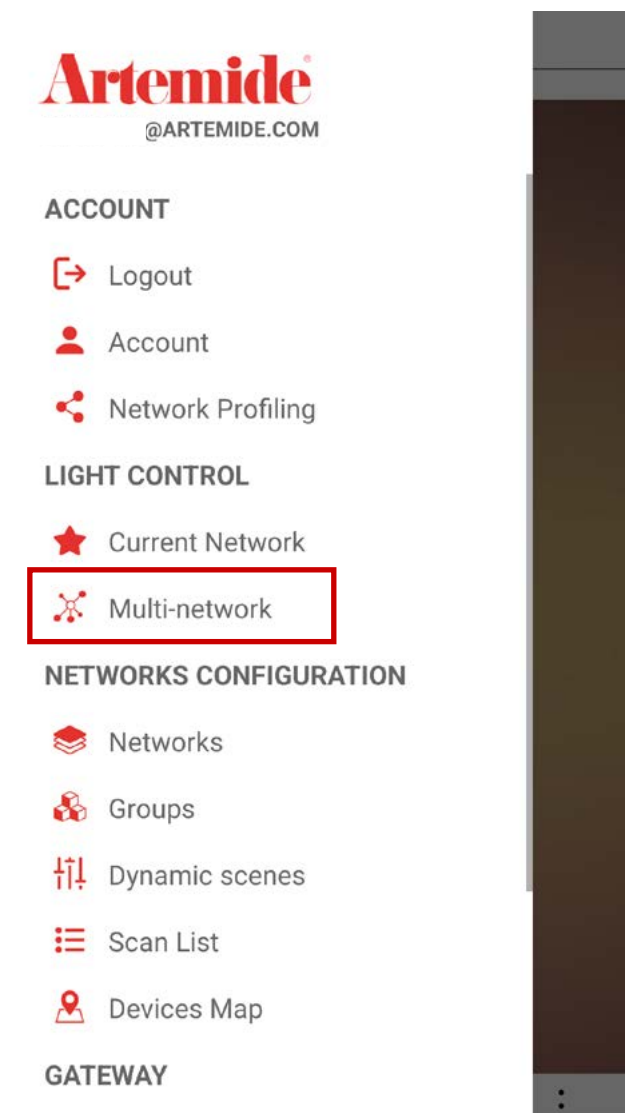 Artemide®
@ARTEMIDE.COM
ACCOUNT
Logout
Account
Network Profiling
LIGHT CONTROL
Current Network
Multi-network
NETWORKS CONFIGURATION
Networks
Groups
Dynamic scenes
Scan List
Devices Map
GATEWAY